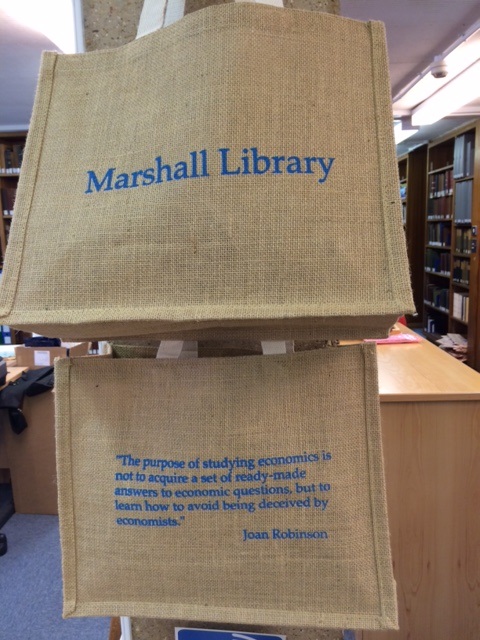 Marshall Library
"The purpose of studying economics is
not to acquire a set of ready-made
answers to economic questions, but to
learn how to avoid being deceived by
economists."
Joan Robinson